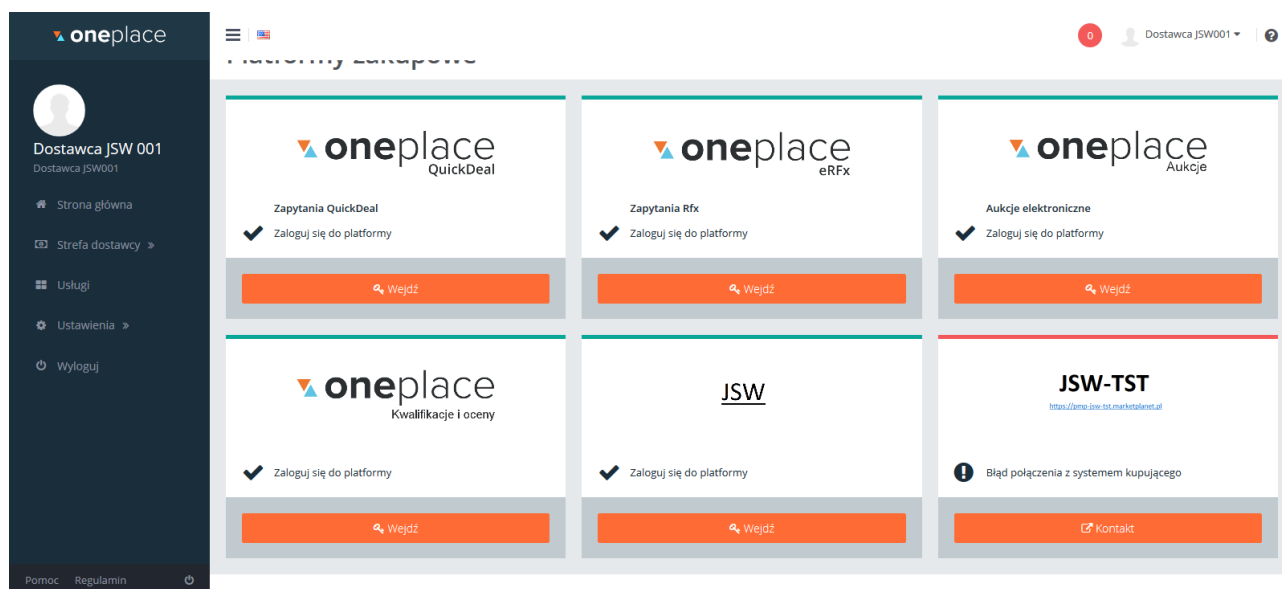 oneplace
0
Dostawca JSW001
Platformy zakupowe
Dostawca JSW 001
Dostawca JSW001
Strona główna
Strefa dostawcy »
Usługi
Ustawienia »
Wyloguj
Pomoc Regulamin
oneplace
QuickDeal
Zapytania QuickDeal
Zaloguj się do platformy
Wejdź
oneplace
eRFx
Zapytania Rfx
Zaloguj się do platformy
Wejdź
oneplace
Aukcje
Aukcje elektroniczne
Zaloguj się do platformy
Wejdź
oneplace
Kwalifikacje i oceny
Zaloguj się do platformy
Wejdź
JSW
Zaloguj się do platformy
Wejdź
JSW-TST
https://pmp-jsw-tst.marketplanet.pl
Błąd połączenia z systemem kupującego
Kontakt